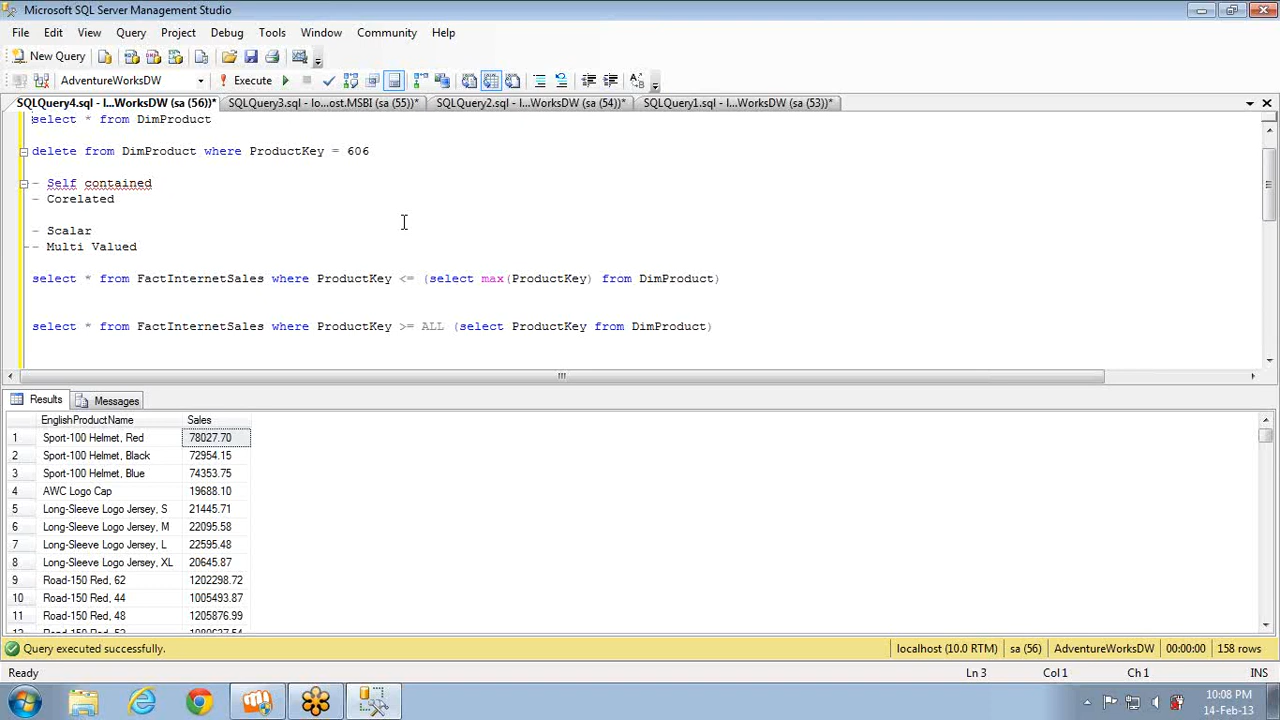 Microsoft SQL Server Management Studio
File Edit View Query Project Debug Tools Window Community Help
New Query
AdventureWorksDW Execute
SQLQuery4.sql - l...WorksDW (sa (56))* SQLQuery3.sql - lo...ost.MSBI (sa (55))* SQLQuery2.sql - l...WorksDW (sa (54))* SQLQuery1.sql - l...WorksDW (sa (53))*
select * from DimProduct
delete from DimProduct where ProductKey = 606
- Self contained
- Corelated
- Scalar
- Multi Valued
select * from FactInternetSales where ProductKey <= (select max(ProductKey) from DimProduct)
select * from FactInternetSales where ProductKey >= ALL (select ProductKey from DimProduct)
Results Messages
EnglishProductName Sales
1 Sport-100 Helmet, Red 78027.70
2 Sport-100 Helmet, Black 72954.15
3 Sport-100 Helmet, Blue 74353.75
4 AWC Logo Cap 19688.10
5 Long-Sleeve Logo Jersey, S 21445.71
6 Long-Sleeve Logo Jersey, M 22095.58
7 Long-Sleeve Logo Jersey, L 22595.48
8 Long-Sleeve Logo Jersey, XL 20645.87
9 Road-150 Red, 62 1202298.72
10 Road-150 Red, 44 1005493.87
11 Road-150 Red, 48 1205876.99
Query executed successfully. localhost (10.0 RTM) sa (56) AdventureWorksDW 00:00:00 158 rows
Ready Ln 3 Col 1 Ch 1 INS
10:08 PM
14-Feb-13